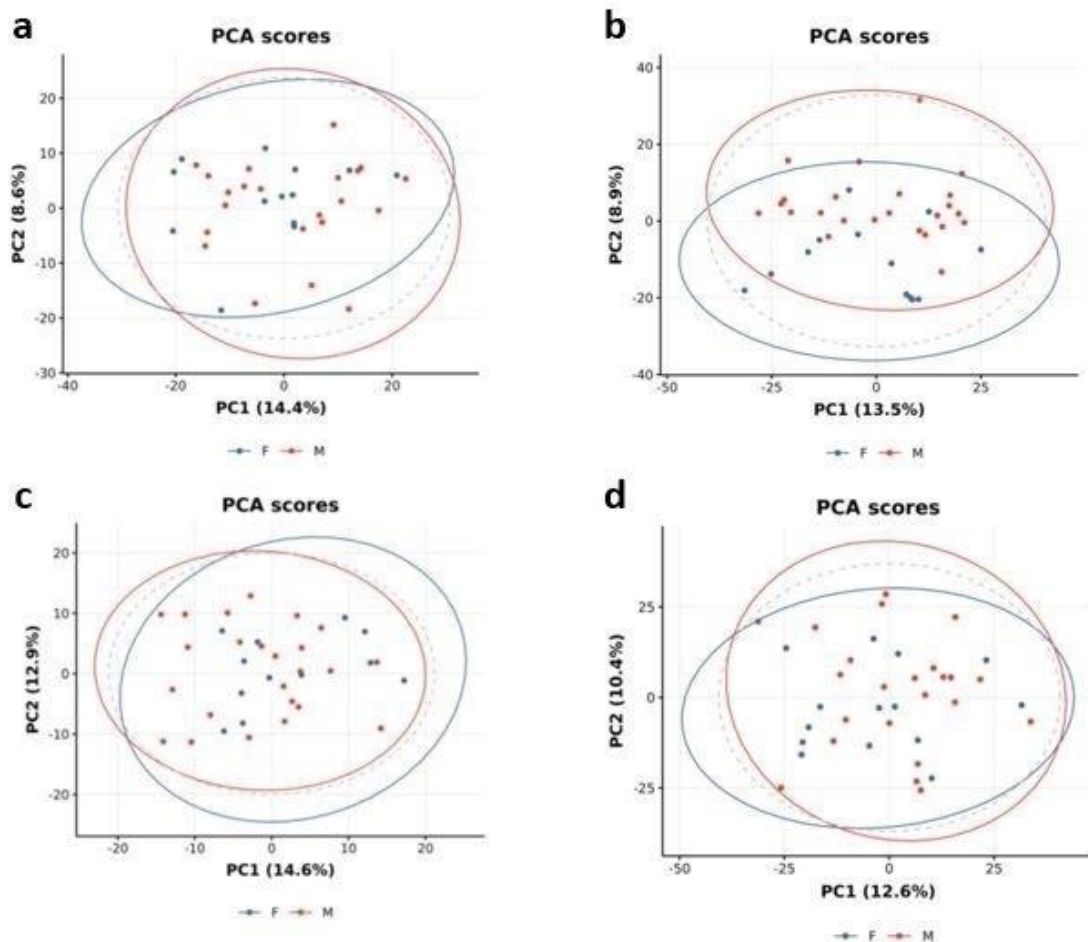 a
PCA scores
20
10
0
-10
-20
-30
-40
-20
0
20
PC2 (8.6%)
PC1 (14.4%)
F M
b
PCA scores
40
20
0
-20
40
-50
-25
0
25
PC2 (8.9%)
PC1 (13.5%)
F M
c
PCA scores
20
10
0
-10
-20
-20
-10
0
10
20
PC2 (12.9%)
PC1 (14.6%)
F M
d
PCA scores
25
0
-25
-50
-25
0
25
PC2 (10.4%)
PC1 (12.6%)
F M